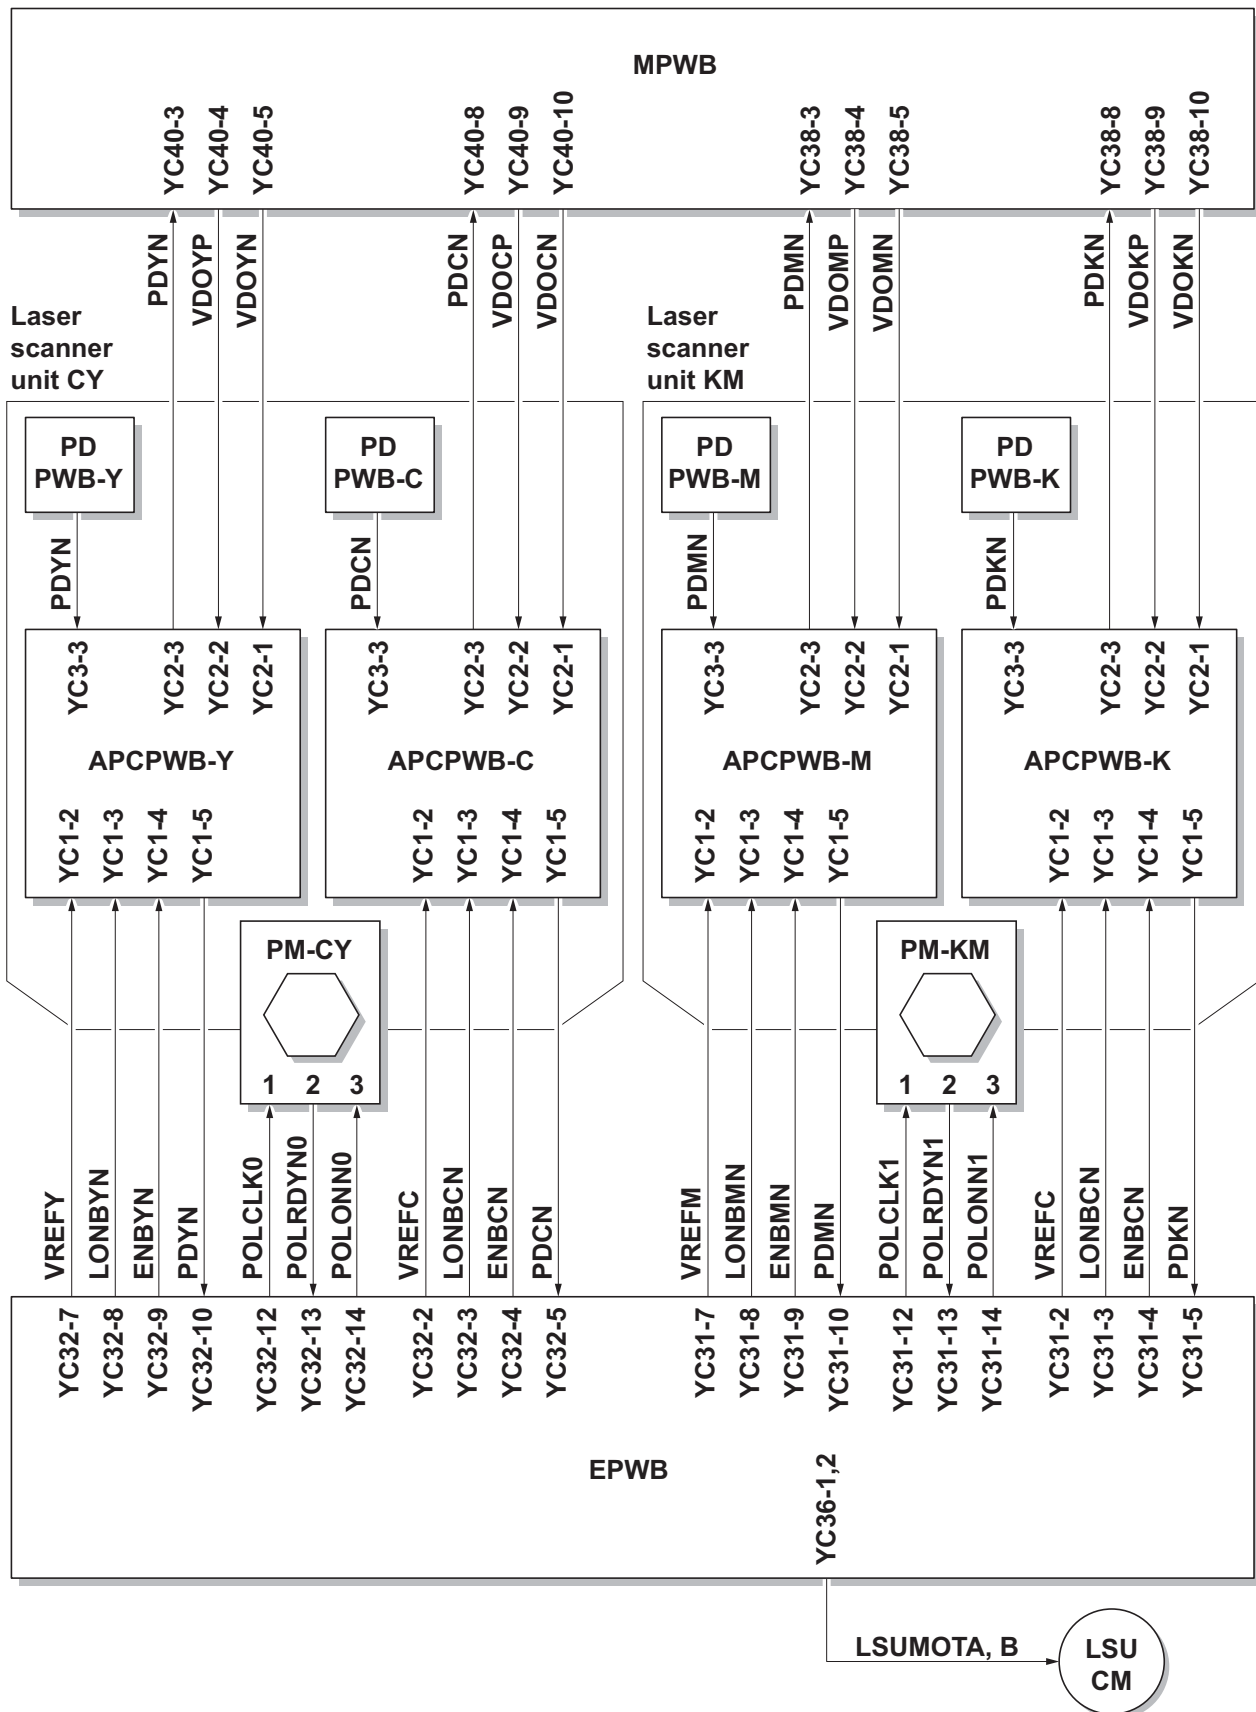 MPWB
YC40-3
YC40-4
YC40-5
YC40-8
YC40-9
YC40-10
YC38-3
YC38-4
YC38-5
YC38-8
YC38-9
YC38-10
PDYN
VDOYP
VDOYN
PDCN
VDOCP
VDOCN
PDMN
VDOMP
VDOMN
PDKN
VDOKP
VDOKN
Laser
scanner
unit CY
Laser
scanner
unit KM
PD
PWB-Y
PD
PWB-C
PD
PWB-M
PD
PWB-K
PDYN
PDCN
PDMN
PDKN
YC3-3
YC2-3
YC2-2
YC2-1
YC3-3
YC2-3
YC2-2
YC2-1
YC3-3
YC2-3
YC2-2
YC2-1
YC3-3
YC2-3
YC2-2
YC2-1
APCPWB-Y
APCPWB-C
APCPWB-M
APCPWB-K
YC1-2
YC1-3
YC1-4
YC1-5
YC1-2
YC1-3
YC1-4
YC1-5
YC1-2
YC1-3
YC1-4
YC1-5
YC1-2
YC1-3
YC1-4
YC1-5
PM-CY
1 2 3
PM-KM
1 2 3
VREFY
LONBYN
ENBYN
PDYN
POLCLK0
POLRDYN0
POLONN0
VREFC
LONBCN
ENBCN
PDCN
VREFM
LONBMN
ENBMN
PDMN
POLCLK1
POLRDYN1
POLONN1
VREFC
LONBCN
ENBCN
PDKN
YC32-7
YC32-8
YC32-9
YC32-10
YC32-12
YC32-13
YC32-14
YC32-2
YC32-3
YC32-4
YC32-5
YC31-7
YC31-8
YC31-9
YC31-10
YC31-12
YC31-13
YC31-14
YC31-2
YC31-3
YC31-4
YC31-5
EPWB
YC36-1,2
LSUMOTA, B
LSU
CM